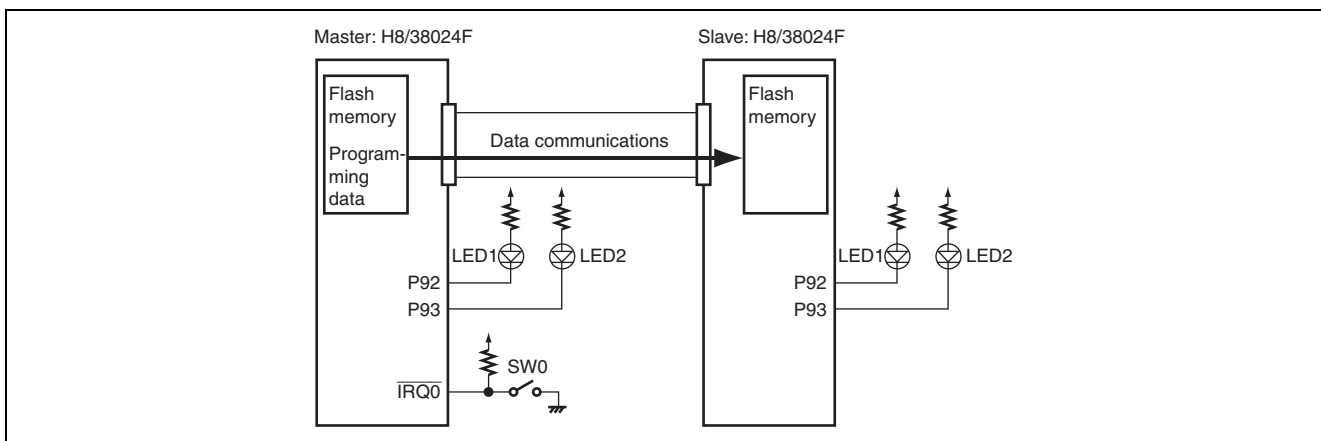 Master: H8/38024F
Slave: H8/38024F
Flash
memory
Program-
ming
data
Data communications
Flash
memory
LED1
LED2
P92
P93
LED1
LED2
P92
P93
SW0
IRQ0